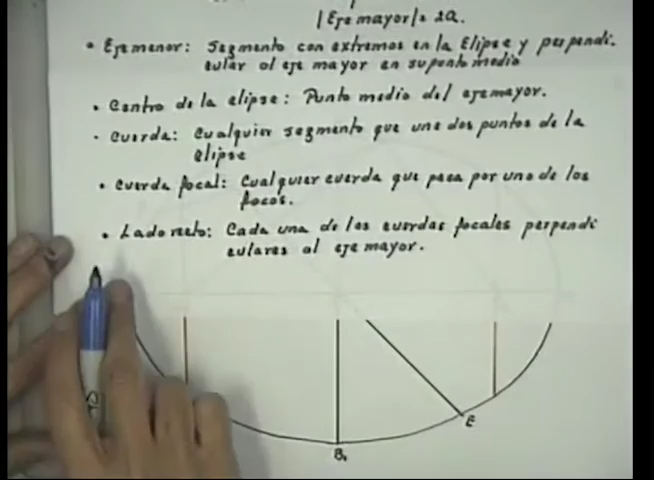 |Eje mayor|= 2a.
• Eje menor: Segmento con extremos en la Elipse y perpendi.
cular al eje mayor en su punto medio
• Centro de la elipse: Punto medio del eje mayor.
• Cuerda: Cualquier segmento que une dos puntos de la
elipse
• Cuerda focal: Cualquier cuerda que pasa por uno de los
focos.
• Lado recto: Cada una de las cuerdas focales perpendi
culares al eje mayor.
B₁